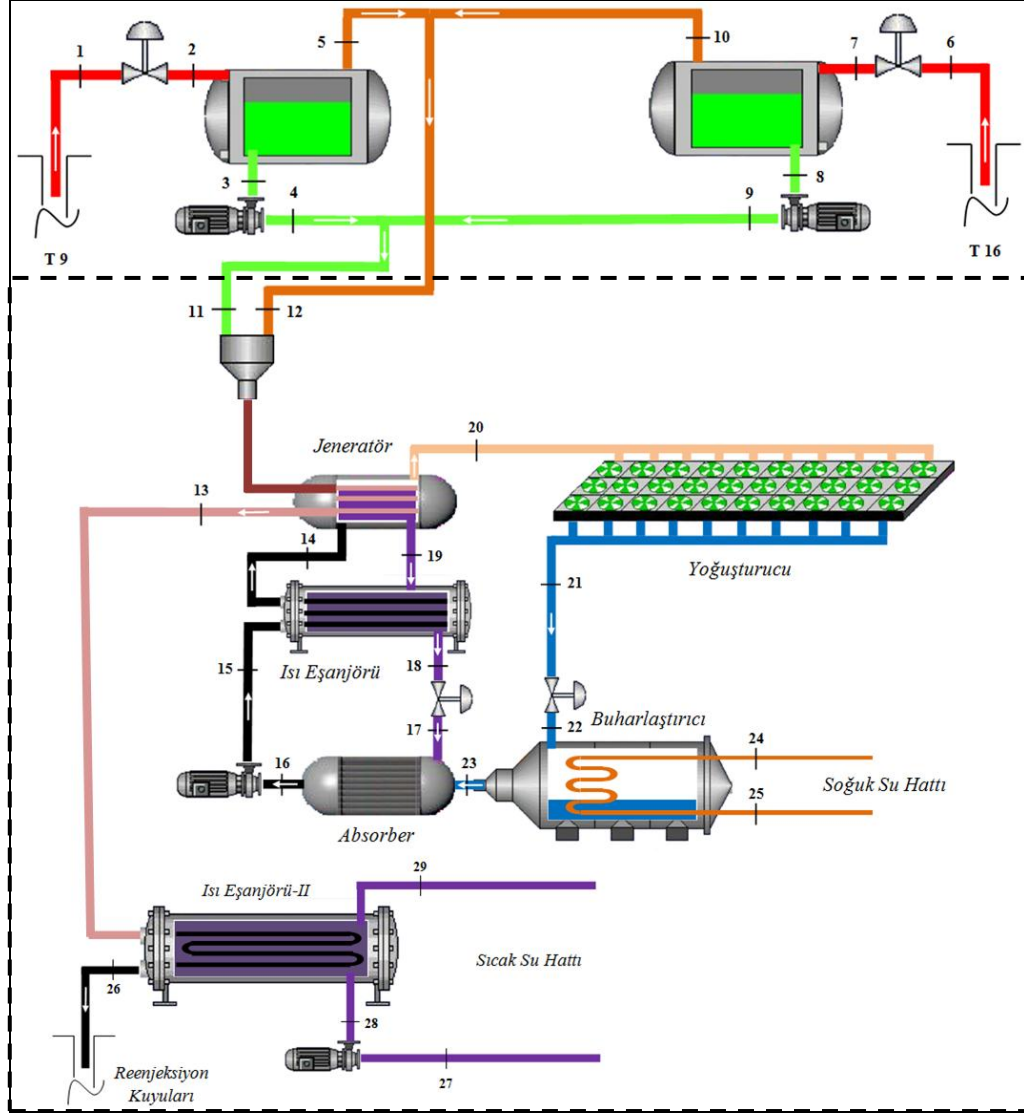 5
10
1
2
7
6
3
4
8
9
T 9
T 16
11
12
20
Jeneratör
13
14
19
21
Yoğuşturucu
15
18
Isı Eşanjörü
17
22
Buharlaştırıcı
16
23
24
25
Soğuk Su Hattı
Absorber
29
Isı Eşanjörü-II
Sıcak Su Hattı
26
28
27
Reenjeksiyon
Kuyuları